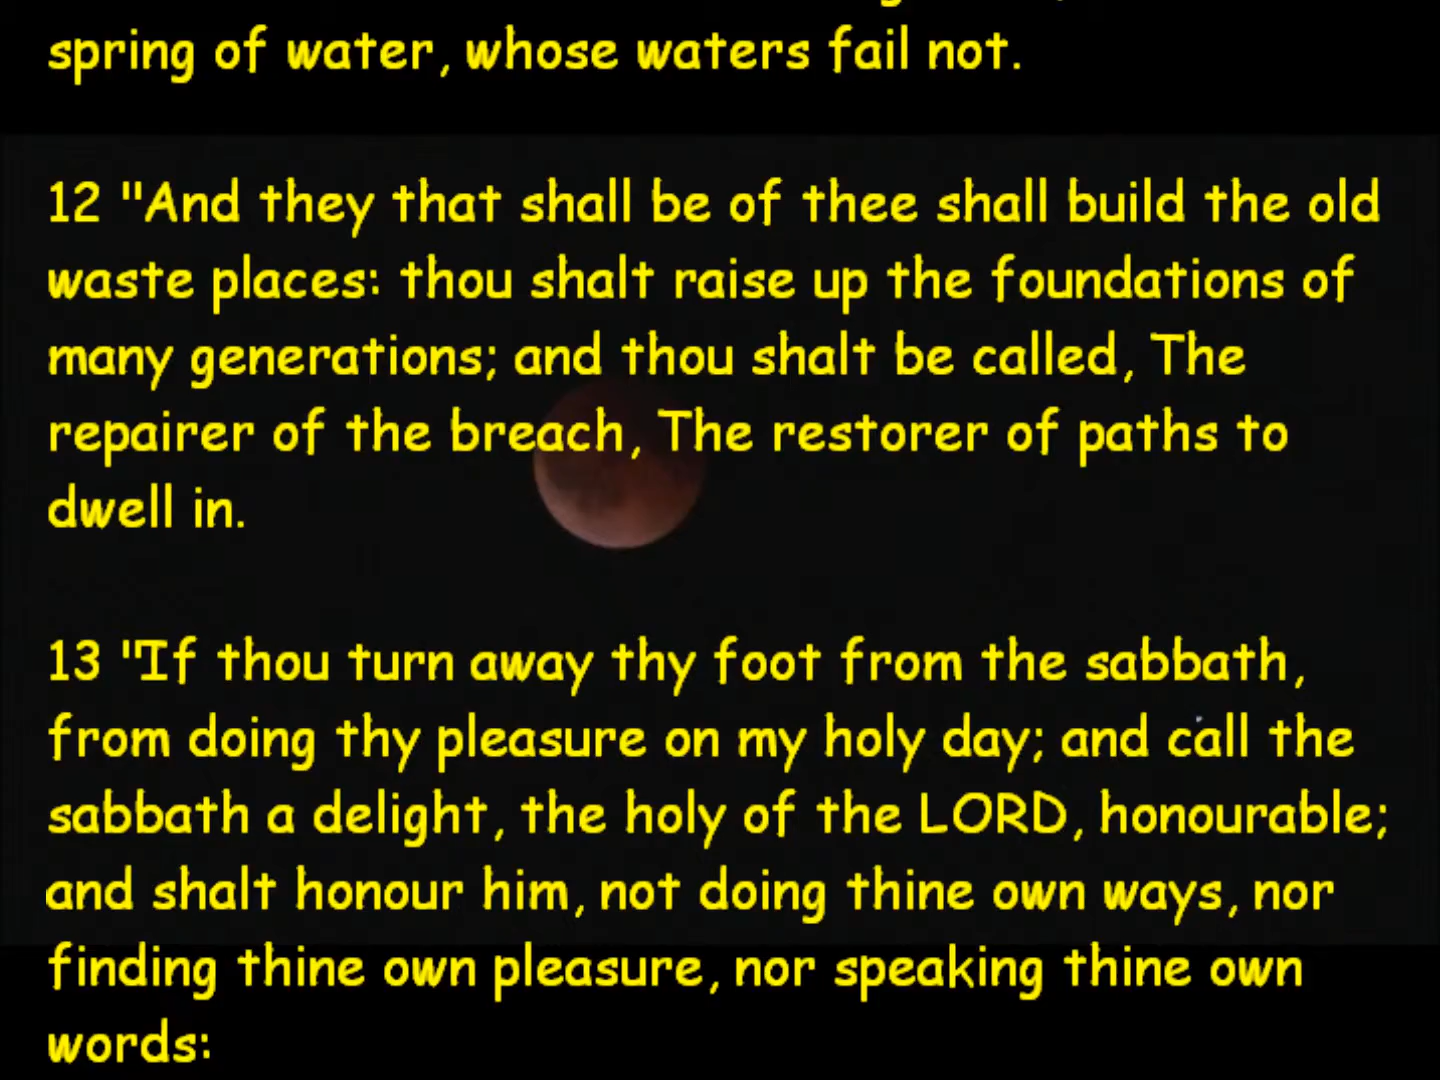 spring of water, whose waters fail not.
12 "And they that shall be of thee shall build the old
waste places: thou shalt raise up the foundations of
many generations; and thou shalt be called, The
repairer of the breach, The restorer of paths to
dwell in.
13 "If thou turn away thy foot from the sabbath,
from doing thy pleasure on my holy day; and call the
sabbath a delight, the holy of the LORD, honourable;
and shalt honour him, not doing thine own ways, nor
finding thine own pleasure, nor speaking thine own
words: